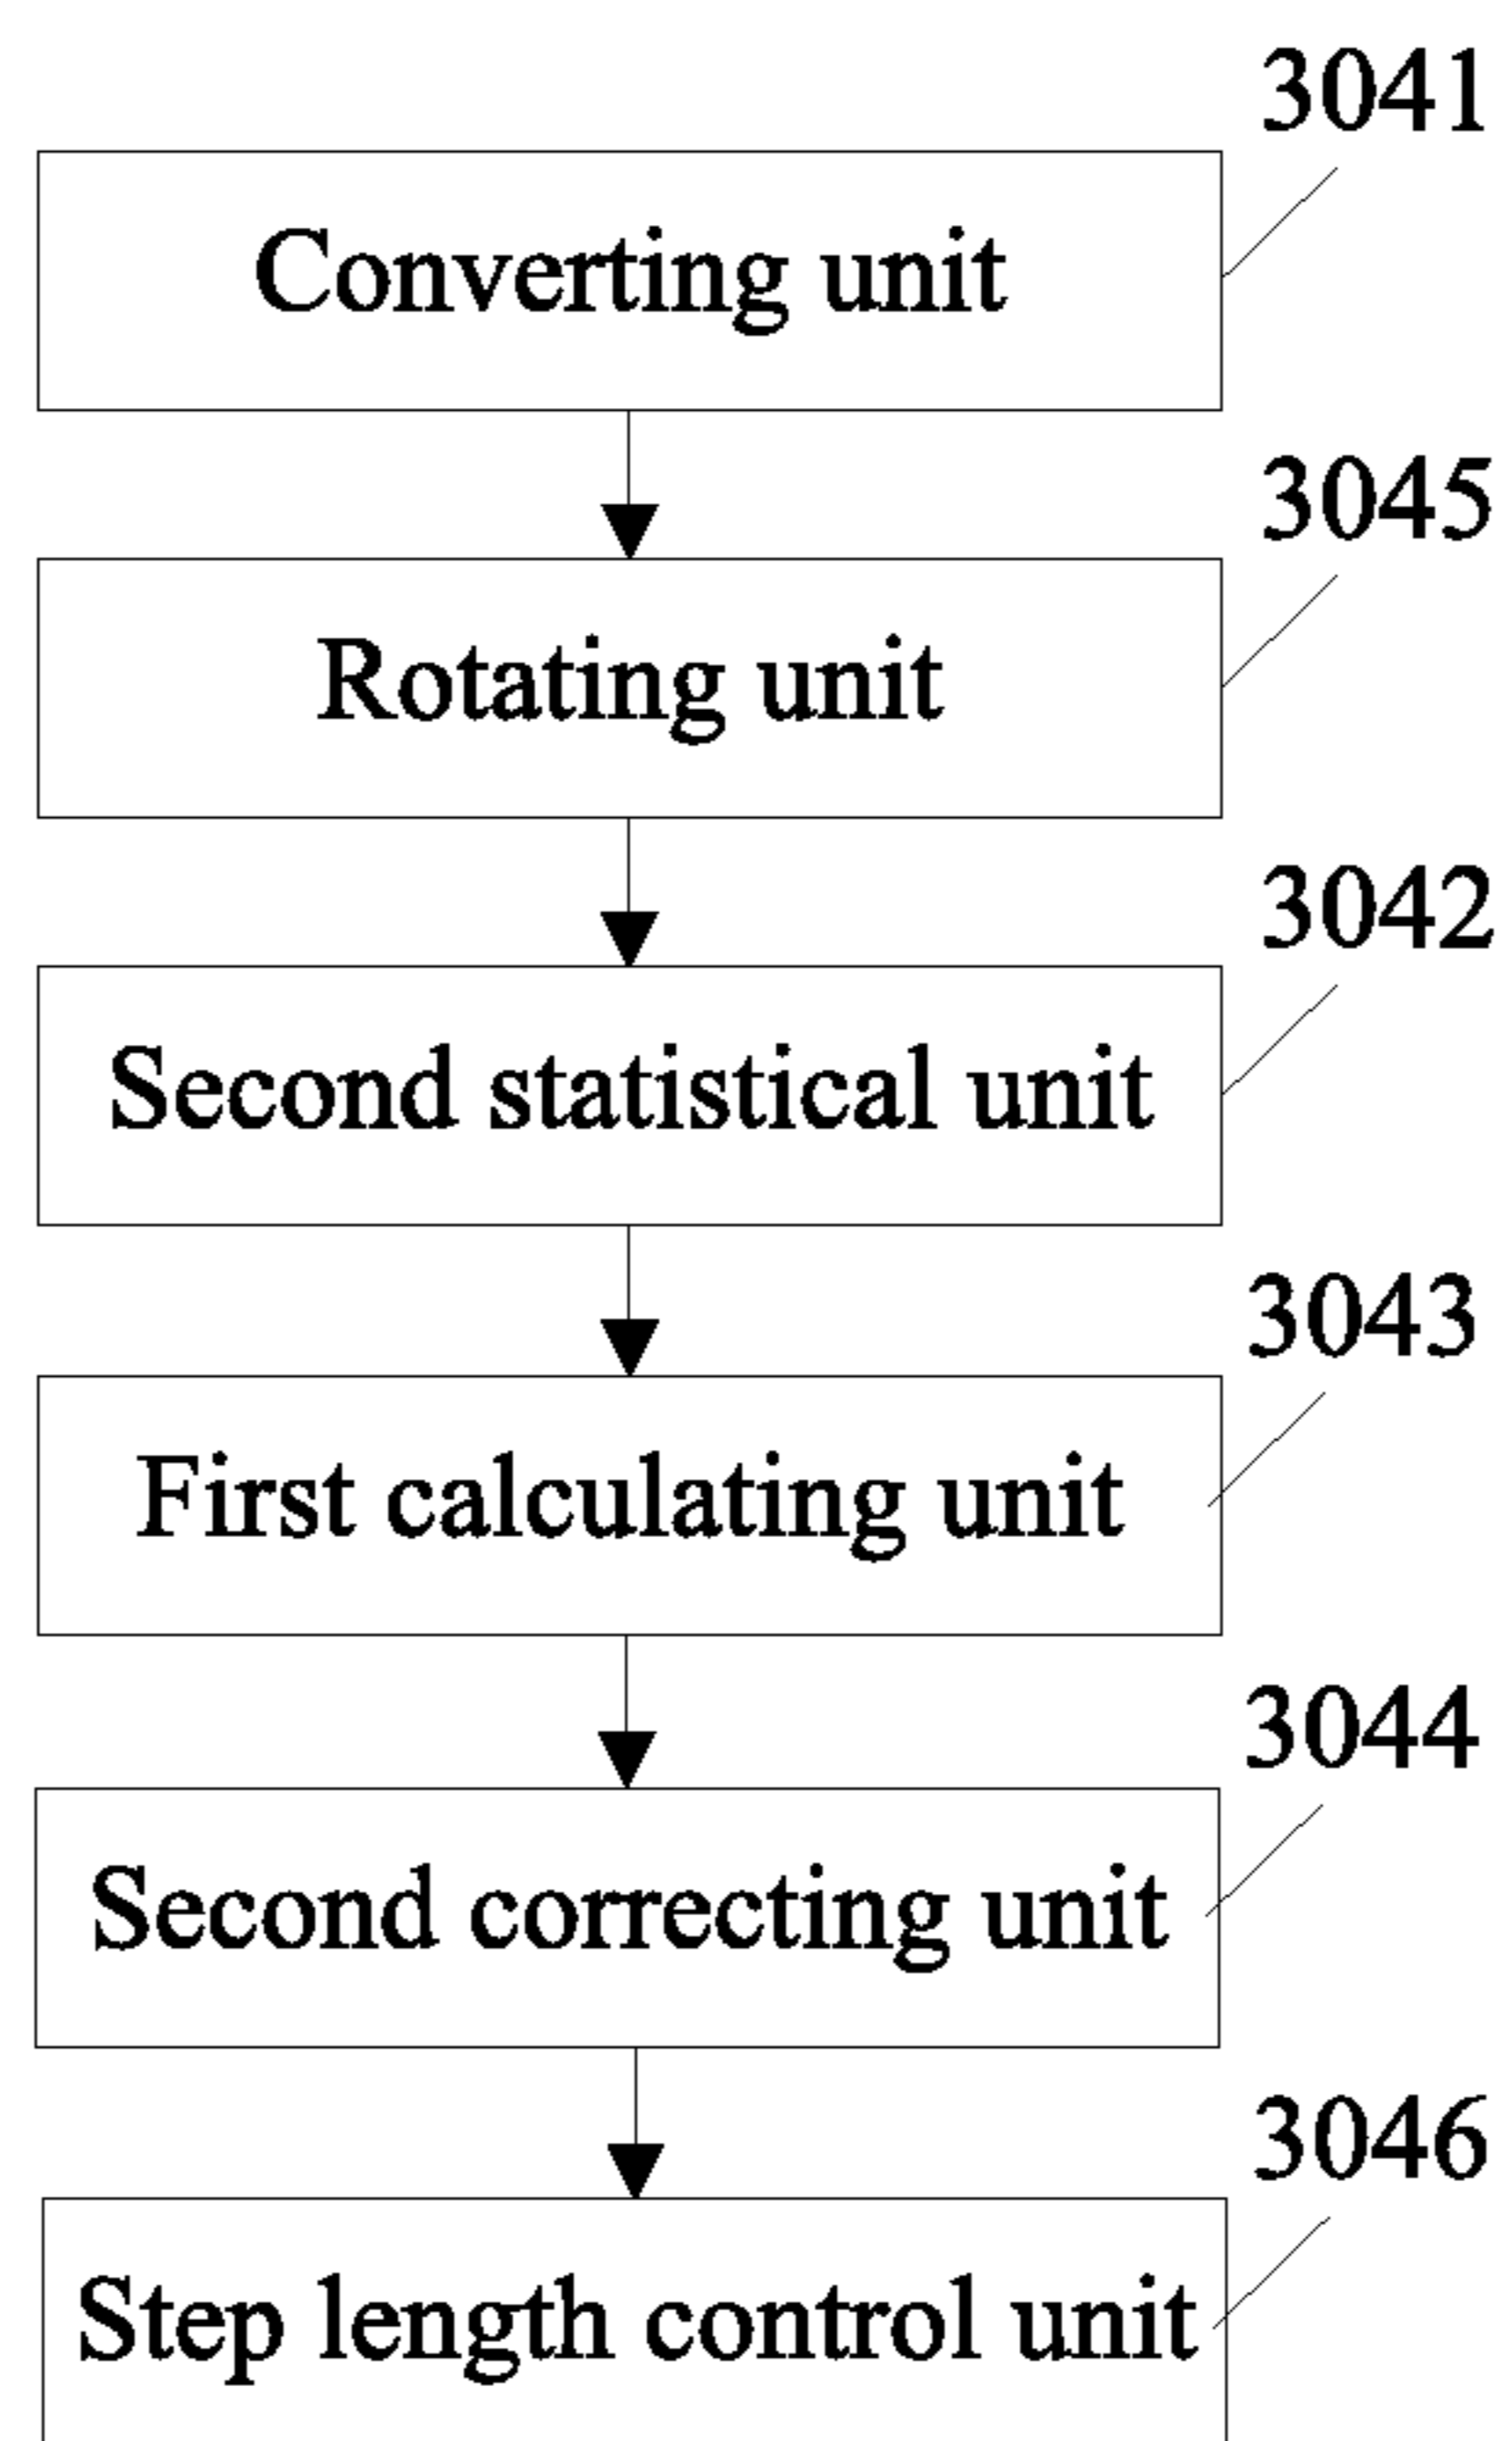 3041
Converting unit
3045
Rotating unit
3042
Second statistical unit
3043
First calculating unit
3044
Second correcting unit
3046
Step length control unit